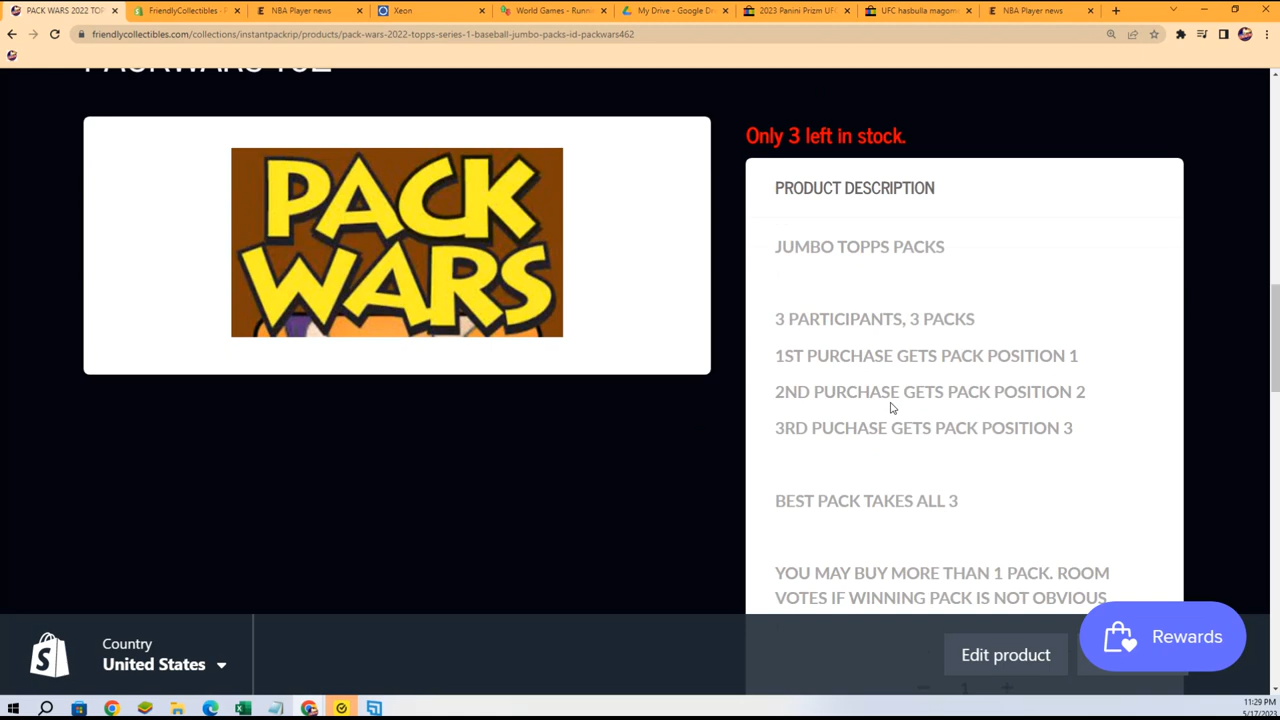 PACK WARS 2022 TOP
FriendlyCollectibles - F
NBA Player news
Xeon
World Games - Runn
My Drive - Google D
2023 Panini Prizm UFC
UFC hasbulla magom
NBA Player news
friendlycollectibles.com/collections/instantpackrip/products/pack-wars-2022-topps-series-1-baseball-jumbo-packs-id-packwars462
PACK
WARS
Only 3 left in stock.
PRODUCT DESCRIPTION
JUMBO TOPPS PACKS
3 PARTICIPANTS, 3 PACKS
1ST PURCHASE GETS PACK POSITION 1
2ND PURCHASE GETS PACK POSITION 2
3RD PUCHASE GETS PACK POSITION 3
BEST PACK TAKES ALL 3
YOU MAY BUY MORE THAN 1 PACK. ROOM
VOTES IF WINNING PACK IS NOT OBVIOUS
Country
United States
Edit product
Rewards
11:29 PM
5/17/2023